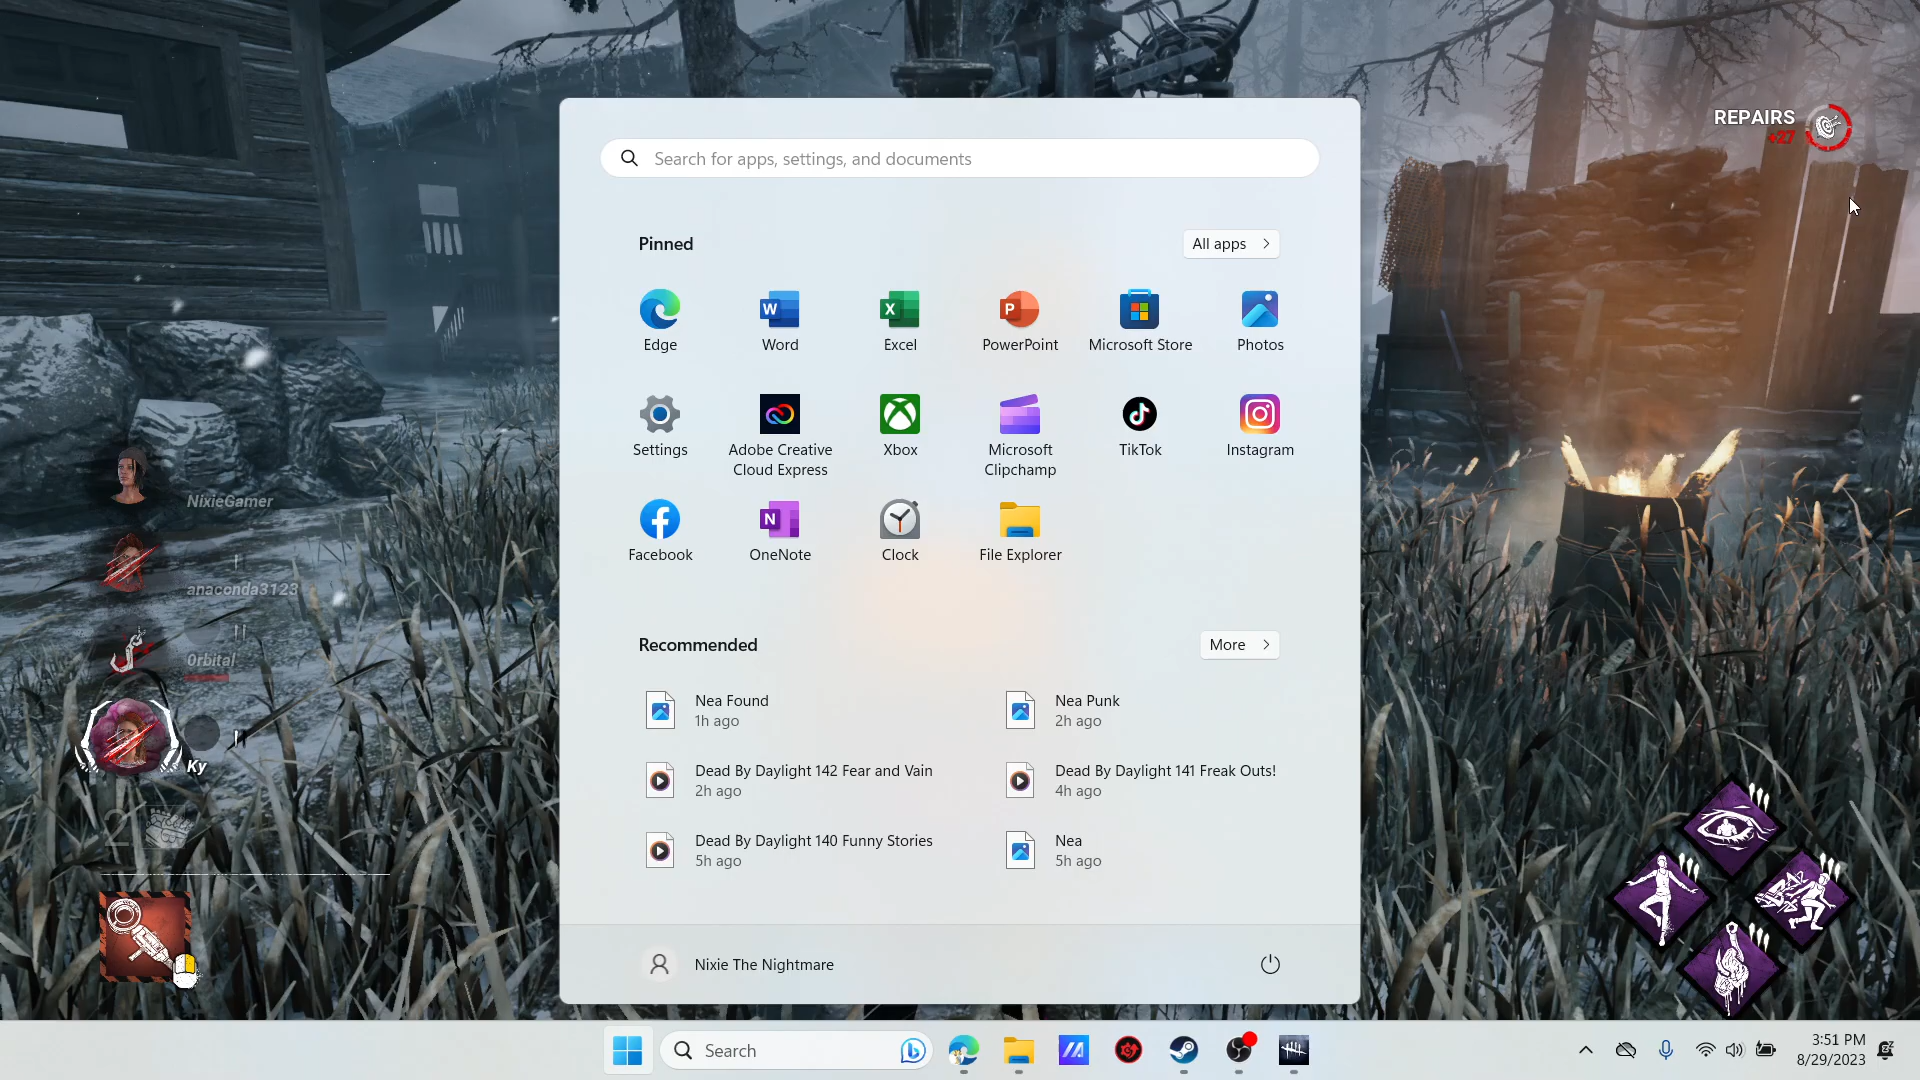 REPAIRS
+27
Search for apps, settings, and documents
Pinned
All apps
Edge
Word
Excel
PowerPoint
Microsoft Store
Photos
Settings
Adobe Creative
Cloud Express
Xbox
Microsoft
Clipchamp
TikTok
Instagram
Facebook
OneNote
Clock
File Explorer
NixieGamer
anaconda3123
0rbital
Ky
2
Recommended
More
Nea Found
1h ago
Nea Punk
2h ago
Dead By Daylight 142 Fear and Vain
2h ago
Dead By Daylight 141 Freak Outs!
4h ago
Dead By Daylight 140 Funny Stories
5h ago
Nea
5h ago
Nixie The Nightmare
Search
3:51 PM
8/29/2023